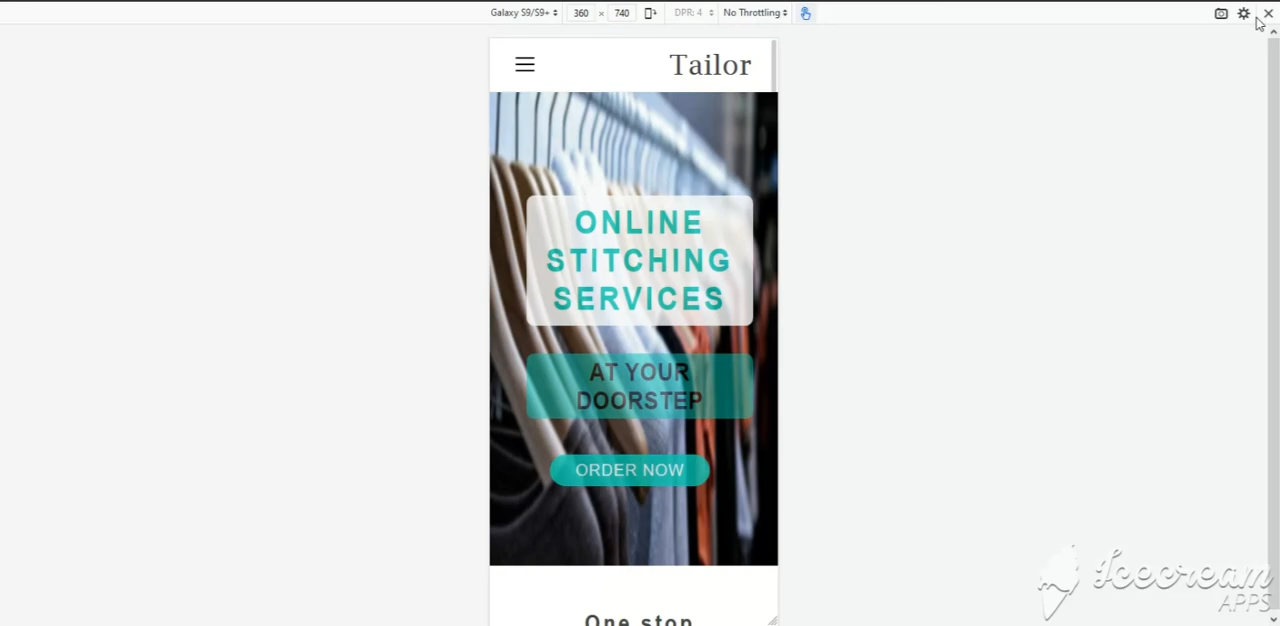 Galaxy S9/S9+ 360 × 740 DPR: 4 No Throttling
Tailor
ONLINE
STITCHING
SERVICES
AT YOUR
DOORSTEP
ORDER NOW
One stop
Icecream
APPS